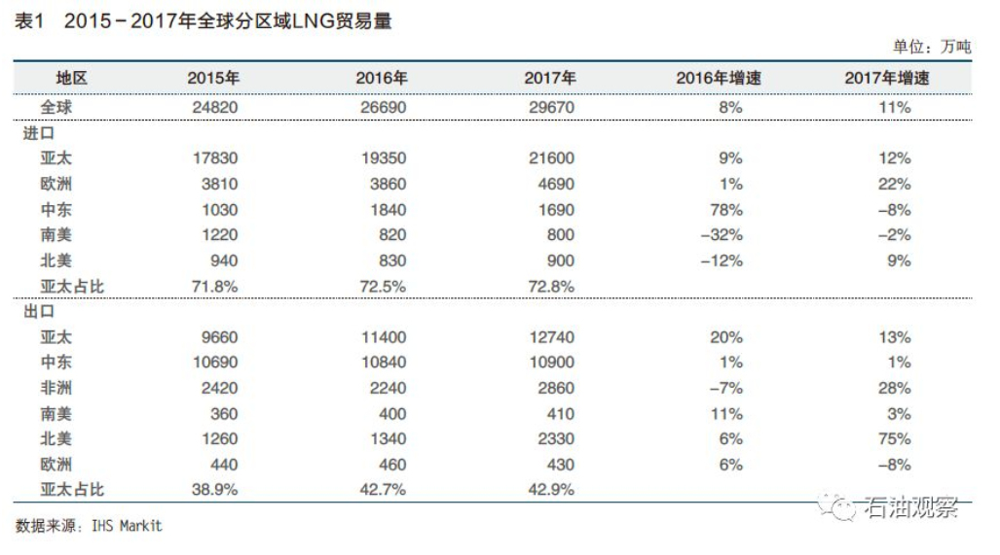 表1 2015－2017年全球分区域LNG贸易量
单位：万吨
地区 2015年 2016年 2017年 2016年增速 2017年增速
全球 24820 26690 29670 8% 11%
进口
亚太 17830 19350 21600 9% 12%
欧洲 3810 3860 4690 1% 22%
中东 1030 1840 1690 78% -8%
南美 1220 820 800 -32% -2%
北美 940 830 900 -12% 9%
亚太占比 71.8% 72.5% 72.8%
出口
亚太 9660 11400 12740 20% 13%
中东 10690 10840 10900 1% 1%
非洲 2420 2240 2860 -7% 28%
南美 360 400 410 11% 3%
北美 1260 1340 2330 6% 75%
欧洲 440 460 430 6% -8%
亚太占比 38.9% 42.7% 42.9%
石油观察
数据来源：IHS Markit